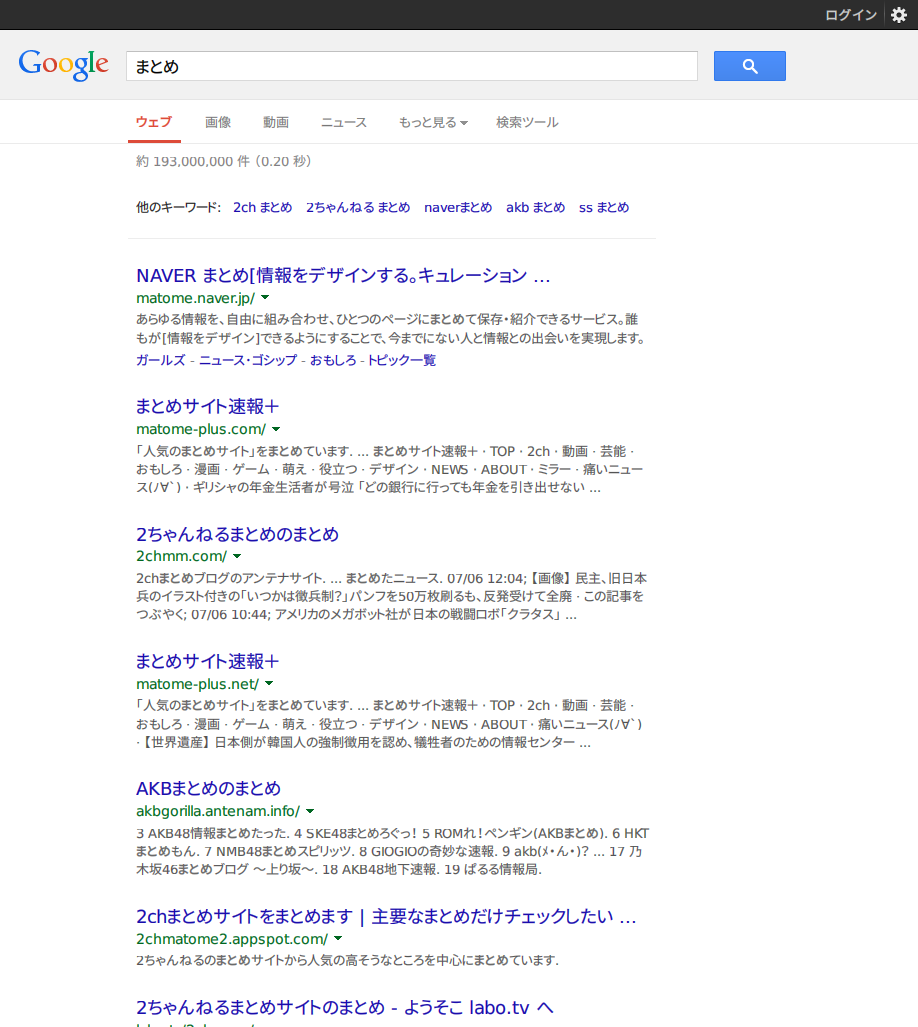 ログイン
Google まとめ
ウェブ 画像 動画 ニュース もっと見る 検索ツール
約 193,000,000 件 (0.20 秒)
他のキーワード: 2ch まとめ 2ちゃんねる まとめ naverまとめ akb まとめ ss まとめ
NAVER まとめ[情報をデザインする。キュレーション ...
matome.naver.jp/
あらゆる情報を、自由に組み合わせ、ひとつのページにまとめて保存・紹介できるサービス。誰
もが[情報をデザイン]できるようにすることで、今までにない人と情報との出会いを実現します。
ガールズ - ニュース・ゴシップ - おもしろ - トピック一覧
まとめサイト速報＋
matome-plus.com/
「人気のまとめサイト」をまとめています. ... まとめサイト速報＋ · TOP · 2ch · 動画 · 芸能 ·
おもしろ · 漫画 · ゲーム · 萌え · 役立つ · デザイン · NEWS · ABOUT · ミラー · 痛いニュー
ス(ﾉ∀`) · ギリシャの年金生活者が号泣 「どの銀行に行っても年金を引き出せない ...
2ちゃんねるまとめのまとめ
2chmm.com/
2chまとめブログのアンテナサイト. ... まとめたニュース. 07/06 12:04; 【画像】 民主、旧日本
兵のイラスト付きの「いつかは徴兵制？」パンフを50万枚刷るも、反発受けて全廃 · この記事を
つぶやく; 07/06 10:44; アメリカのメガボット社が日本の戦闘ロボ「クラタス」 ...
まとめサイト速報＋
matome-plus.net/
「人気のまとめサイト」をまとめています. ... まとめサイト速報＋ · TOP · 2ch · 動画 · 芸能 ·
おもしろ · 漫画 · ゲーム · 萌え · 役立つ · デザイン · NEWS · ABOUT · 痛いニュース(ﾉ∀`)
· 【世界遺産】 日本側が韓国人の強制徴用を認め、犠牲者のための情報センター ...
AKBまとめのまとめ
akbgorilla.antenam.info/
3 AKB48情報まとめたった. 4 SKE48まとめろぐっ！ 5 ROMれ！ペンギン(AKBまとめ). 6 HKT
まとめもん. 7 NMB48まとめスピリッツ. 8 GIOGIOの奇妙な速報. 9 akb(ﾒ・ん・)？ ... 17 乃
木坂46まとめブログ ～上り坂～. 18 AKB48地下速報. 19 ぱるる情報局.
2chまとめサイトをまとめます | 主要なまとめだけチェックしたい ...
2chmatome2.appspot.com/
2ちゃんねるのまとめサイトから人気の高そうなところを中心にまとめています.
2ちゃんねるまとめサイトのまとめ - ようこそ labo.tv へ